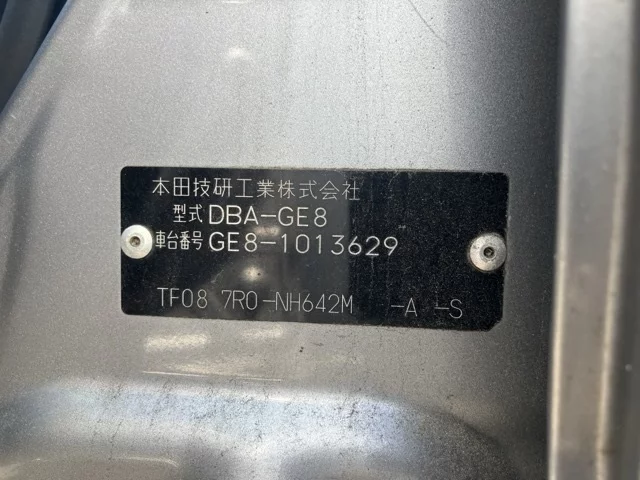 本田技研工業株式会社
型式 DBA-GE8
車台番号 GE8-1013629
TF08 7R0-NH642M -A -S